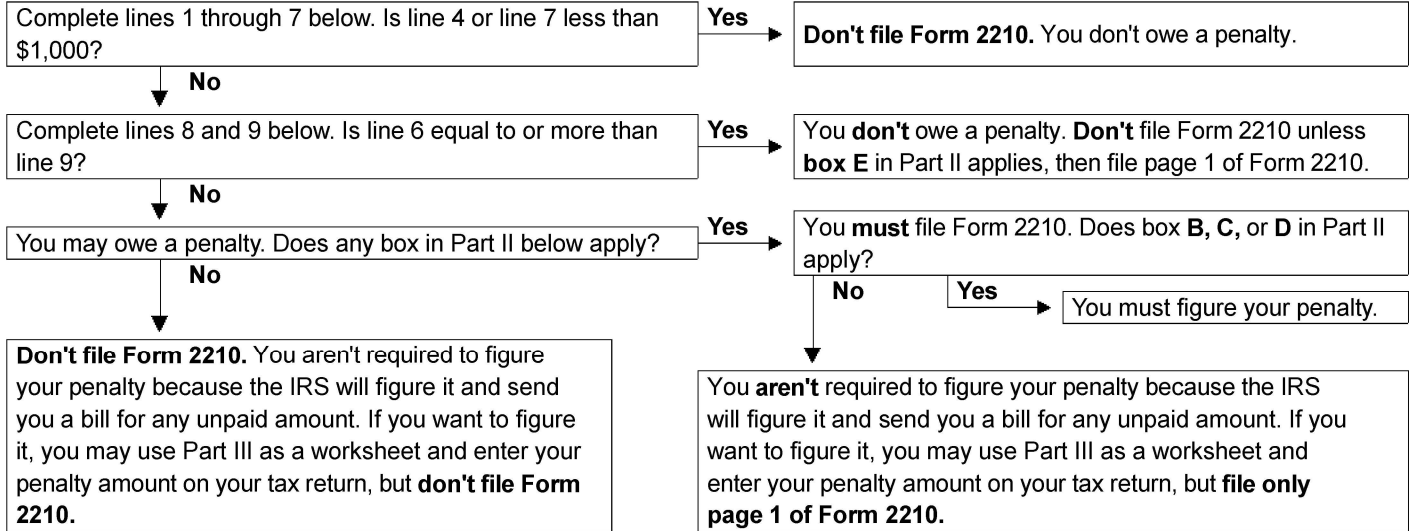 Complete lines 1 through 7 below. Is line 4 or line 7 less than
$1,000?
Yes
Don't file Form 2210. You don't owe a penalty.
No
Complete lines 8 and 9 below. Is line 6 equal to or more than
line 9?
Yes
You don't owe a penalty. Don't file Form 2210 unless
box E in Part II applies, then file page 1 of Form 2210.
No
You may owe a penalty. Does any box in Part II below apply?
Yes
You must file Form 2210. Does box B, C, or D in Part II
apply?
No
No
Yes
You must figure your penalty.
Don't file Form 2210. You aren't required to figure
your penalty because the IRS will figure it and send
you a bill for any unpaid amount. If you want to figure
it, you may use Part III as a worksheet and enter your
penalty amount on your tax return, but don't file Form
2210.
You aren't required to figure your penalty because the IRS
will figure it and send you a bill for any unpaid amount. If you
want to figure it, you may use Part III as a worksheet and
enter your penalty amount on your tax return, but file only
page 1 of Form 2210.